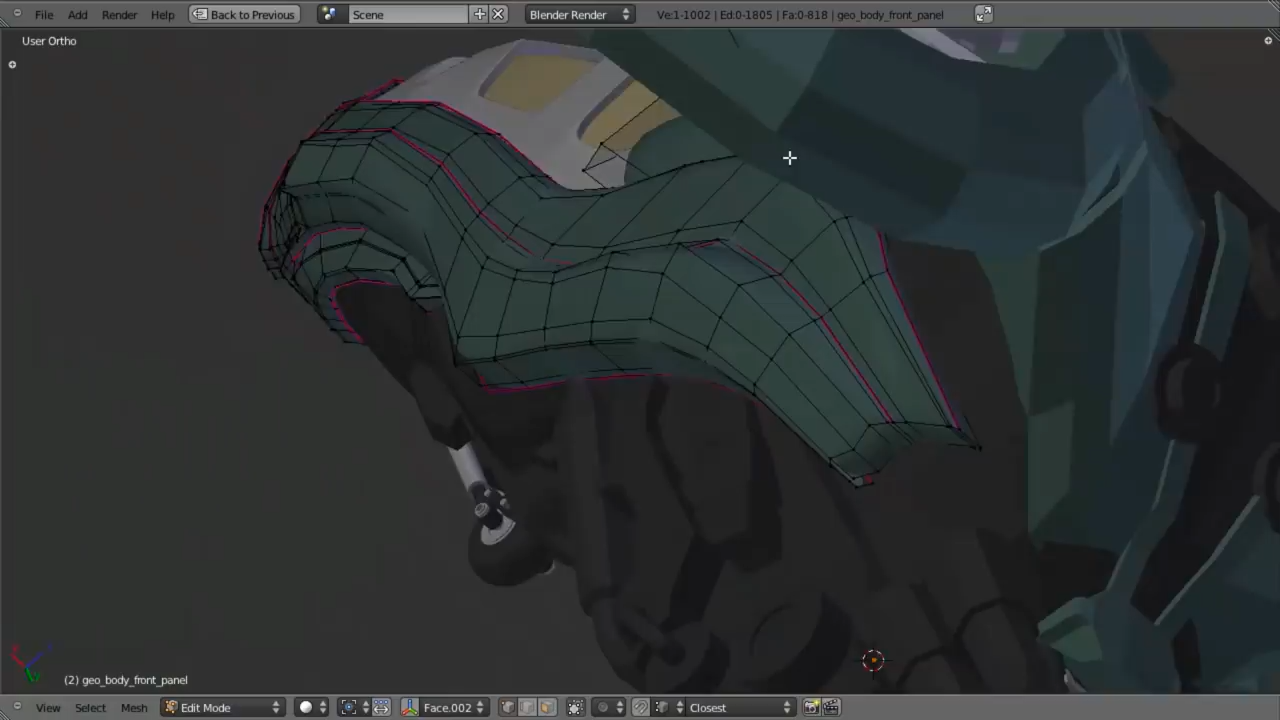 File Add Render Help Back to Previous Scene Blender Render Ve:1-1002 | Ed:0-1805 | Fa:0-818 | geo_body_front_panel
User Ortho
(2) geo_body_front_panel
View Select Mesh Edit Mode Face.002 Closest